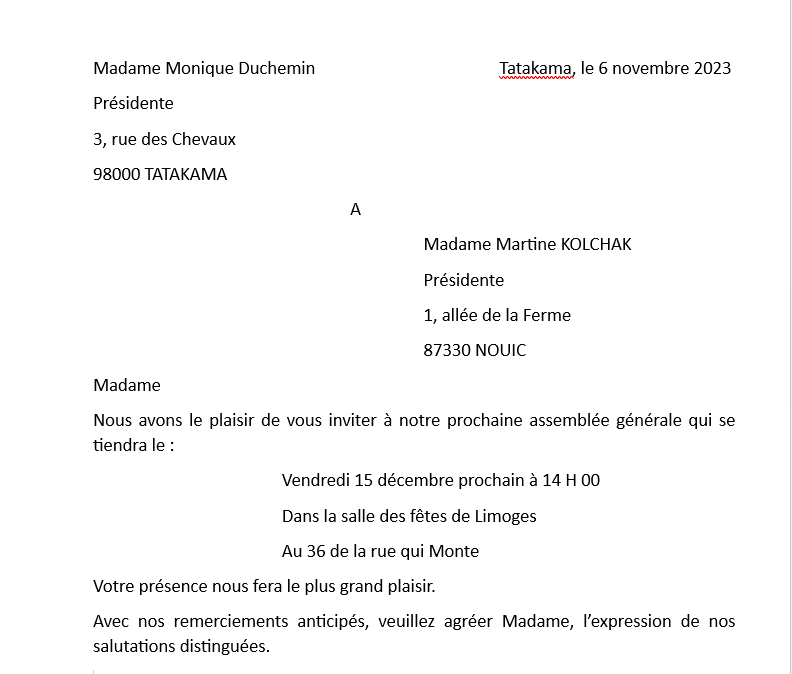 Madame Monique Duchemin Tatakama, le 6 novembre 2023
Présidente
3, rue des Chevaux
98000 TATAKAMA
A
Madame Martine KOLCHAK
Présidente
1, allée de la Ferme
87330 NOUIC
Madame
Nous avons le plaisir de vous inviter à notre prochaine assemblée générale qui se
tiendra le :
Vendredi 15 décembre prochain à 14 H 00
Dans la salle des fêtes de Limoges
Au 36 de la rue qui Monte
Votre présence nous fera le plus grand plaisir.
Avec nos remerciements anticipés, veuillez agréer Madame, l’expression de nos
salutations distinguées.